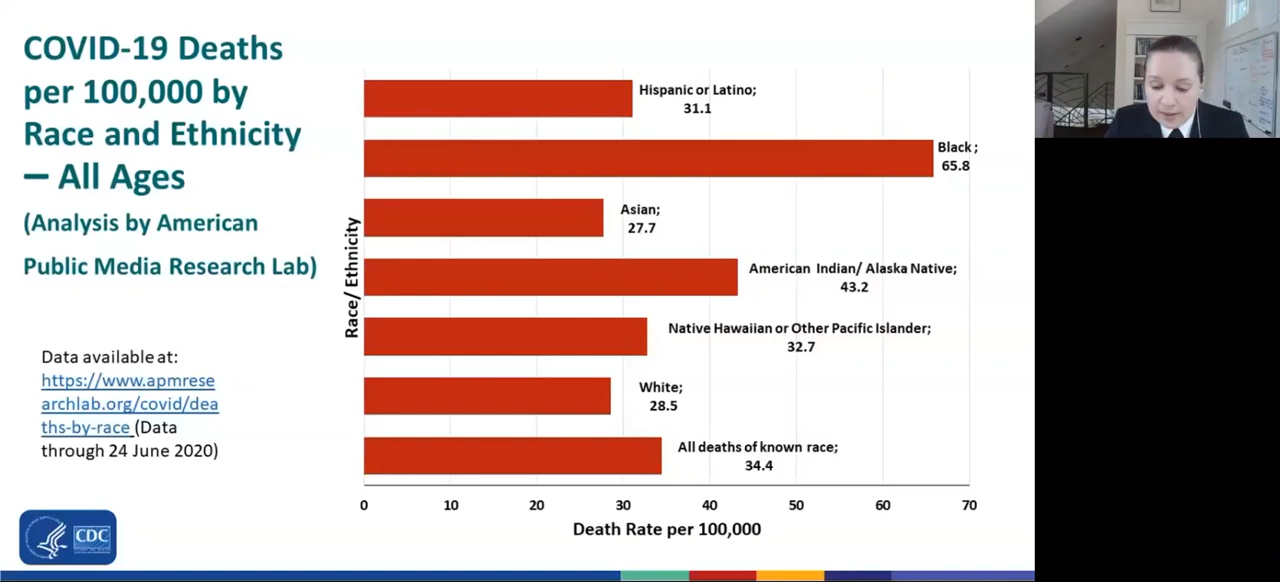 COVID-19 Deaths
per 100,000 by
Race and Ethnicity
– All Ages
(Analysis by American
Public Media Research Lab)
Data available at:
https://www.apmrese
archlab.org/covid/dea
ths-by-race (Data
through 24 June 2020)
CDC
Race/ Ethnicity
Hispanic or Latino;
31.1
Black ;
65.8
Asian;
27.7
American Indian/ Alaska Native;
43.2
Native Hawaiian or Other Pacific Islander;
32.7
White;
28.5
All deaths of known race;
34.4
0 10 20 30 40 50 60 70
Death Rate per 100,000